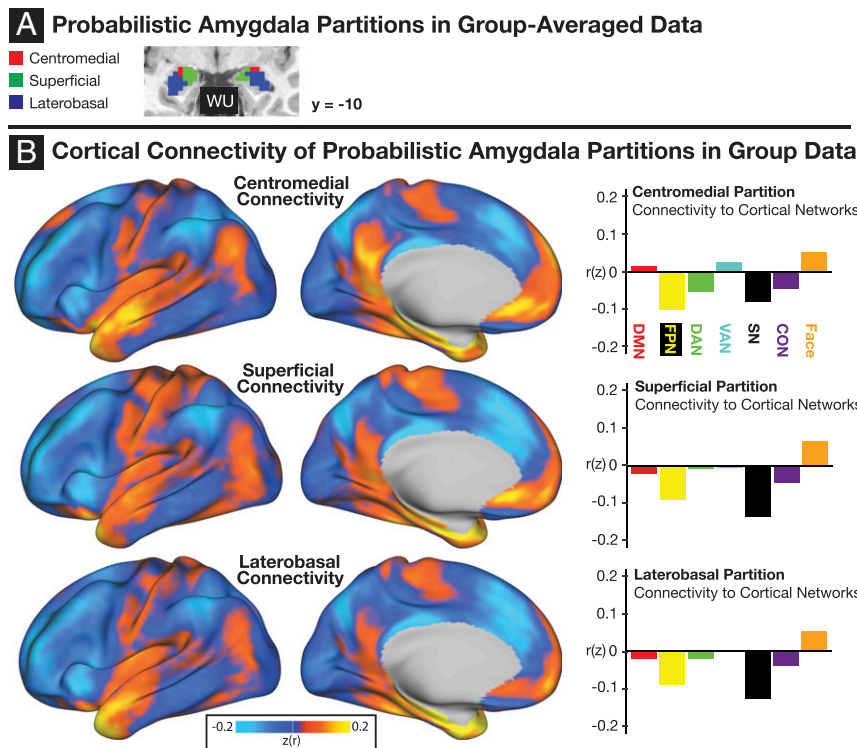 A Probabilistic Amygdala Partitions in Group-Averaged Data
Centromedial
Superficial
Laterobasal
WU
y = -10
B Cortical Connectivity of Probabilistic Amygdala Partitions in Group Data
Centromedial
Connectivity
Centromedial Partition
Connectivity to Cortical Networks
0.2
0.1
r(z) 0
-0.1
-0.2
DMN
FPN
DAN
VAN
SN
CON
Face
Superficial
Connectivity
Superficial Partition
Connectivity to Cortical Networks
0.2
0.1
r(z) 0
-0.1
-0.2
Laterobasal
Connectivity
Laterobasal Partition
Connectivity to Cortical Networks
0.2
0.1
r(z) 0
-0.1
-0.2
-0.2 0.2
z(r)